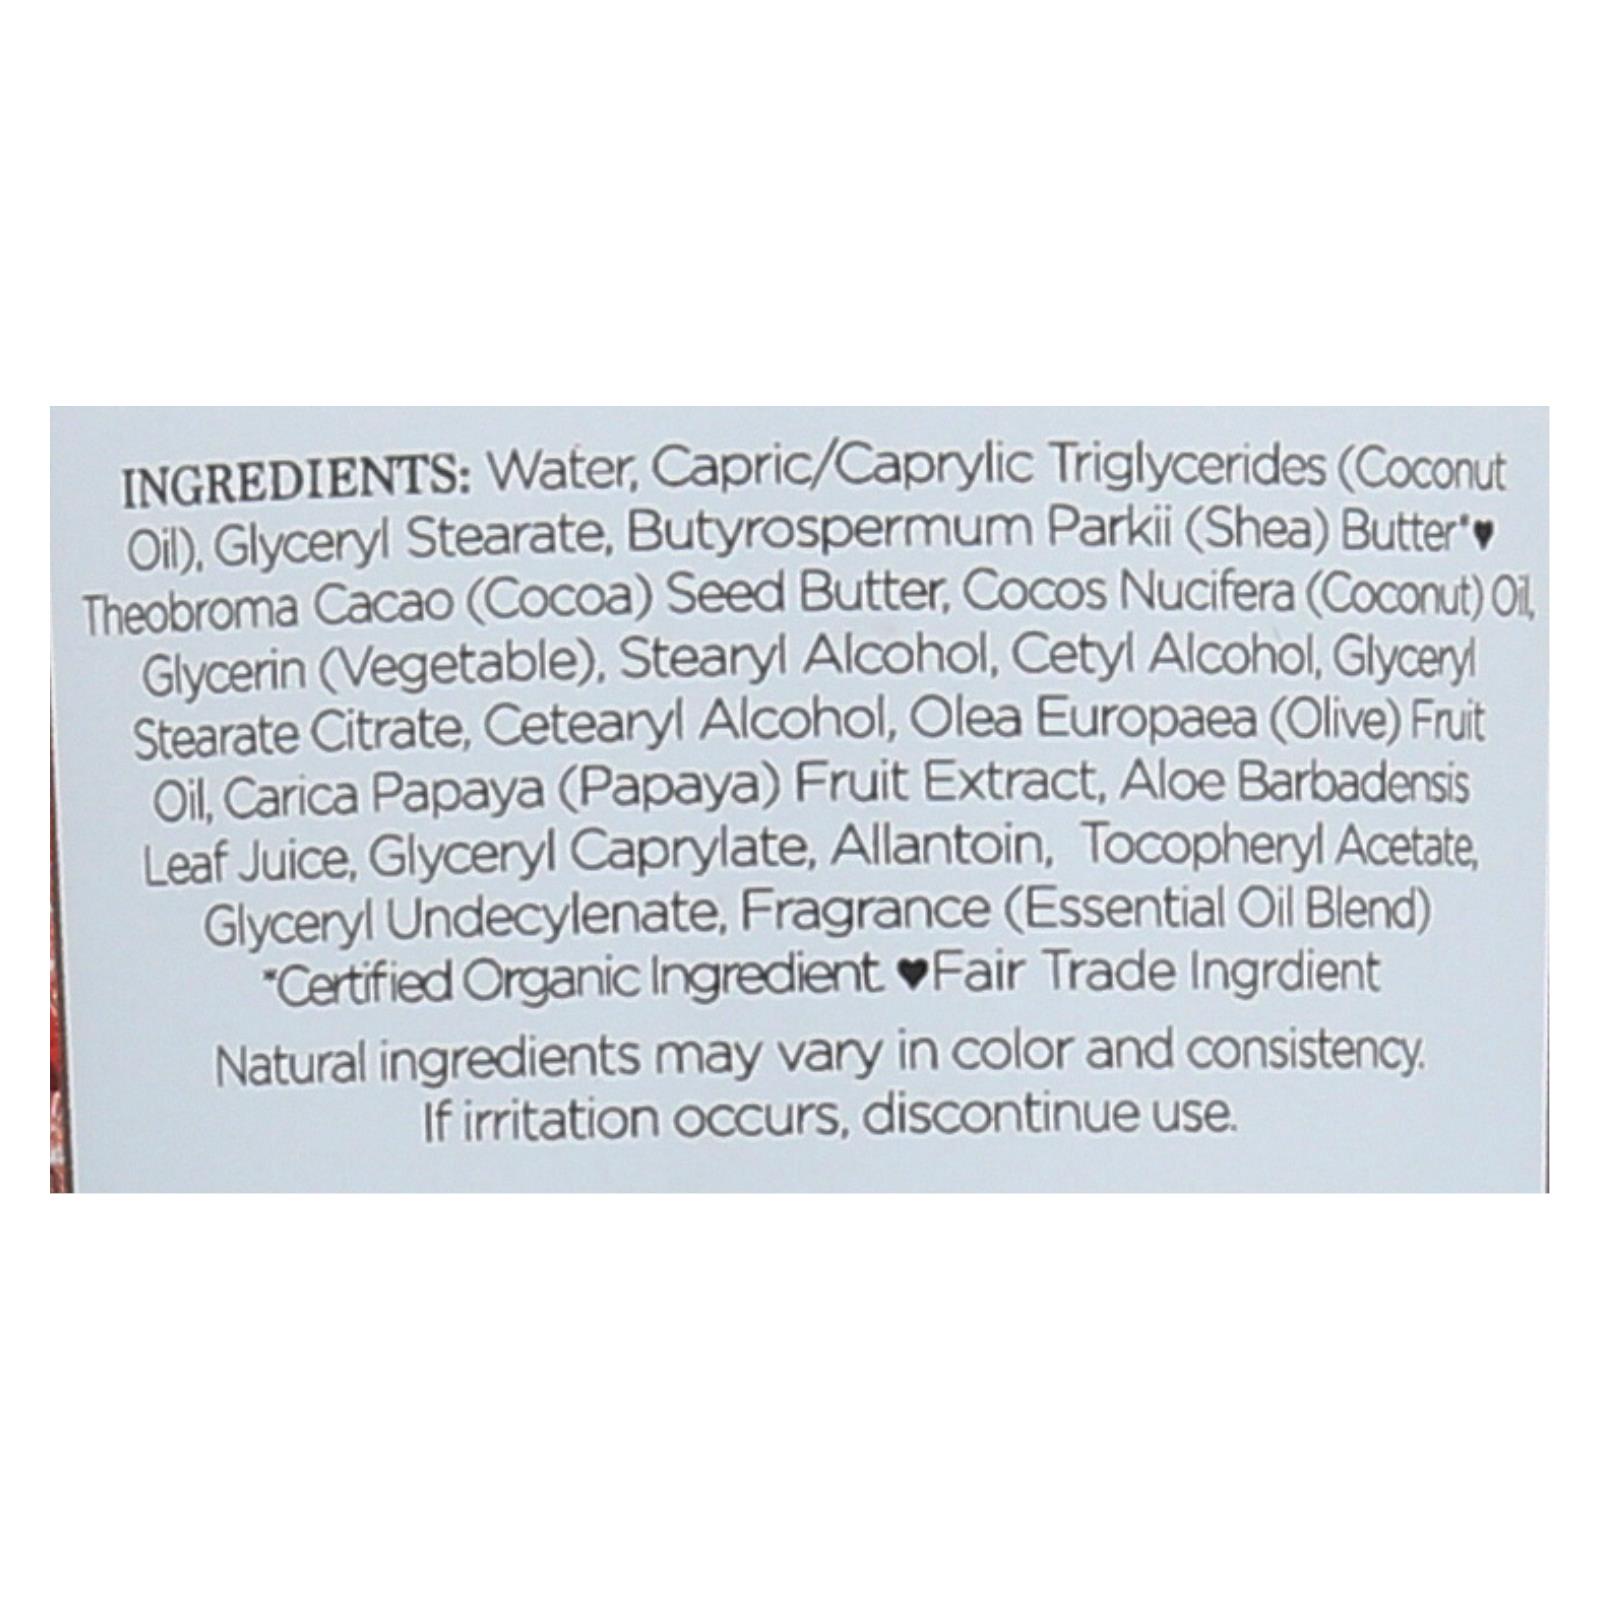 INGREDIENTS: Water, Capric/Caprylic Triglycerides (Coconut
Oil), Glyceryl Stearate, Butyrospermum Parkii (Shea) Butter*♥
Theobroma Cacao (Cocoa) Seed Butter, Cocos Nucifera (Coconut) Oil,
Glycerin (Vegetable), Stearyl Alcohol, Cetyl Alcohol, Glyceryl
Stearate Citrate, Cetearyl Alcohol, Olea Europaea (Olive) Fruit
Oil, Carica Papaya (Papaya) Fruit Extract, Aloe Barbadensis
Leaf Juice, Glyceryl Caprylate, Allantoin, Tocopheryl Acetate,
Glyceryl Undecylenate, Fragrance (Essential Oil Blend)
*Certified Organic Ingredient ♥Fair Trade Ingrdient
Natural ingredients may vary in color and consistency.
If irritation occurs, discontinue use.